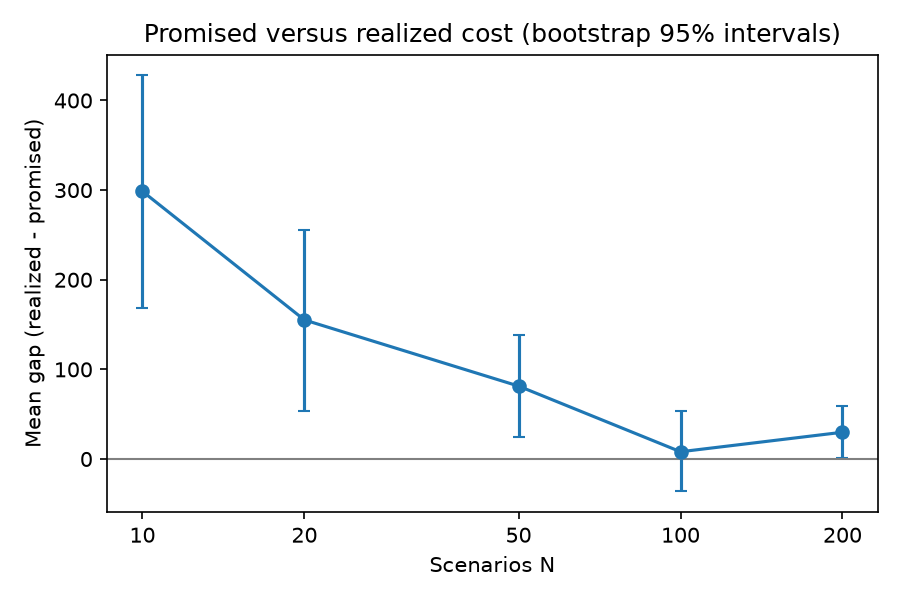 Promised versus realized cost (bootstrap 95% intervals)
Mean gap (realized - promised)
400
300
200
100
0
10 20 50 100 200
Scenarios N